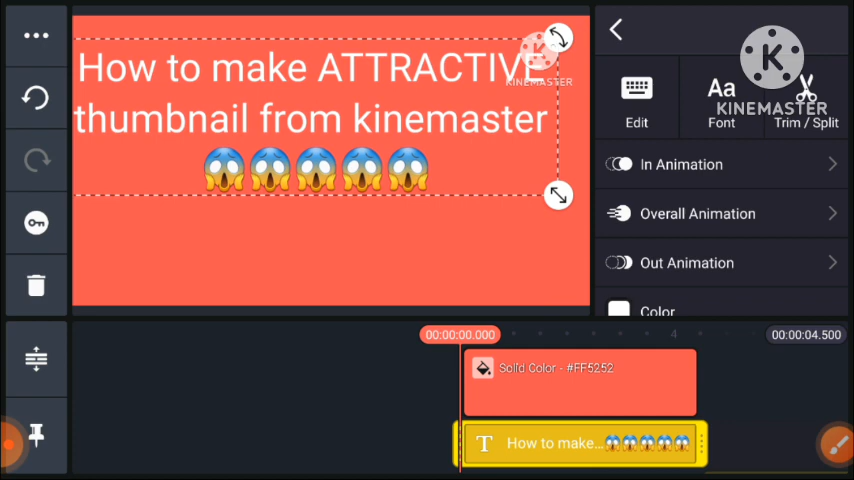 How to make ATTRACTIVE
thumbnail from kinemaster
😱😱😱😱😱
KINEMASTER
K
KINEMASTER
Edit
Aa
Font
Trim / Split
In Animation
Overall Animation
Out Animation
Color
00:00:00.000
4
00:00:04.500
Solid Color - #FF5252
T
How to make...😱😱😱😱😱